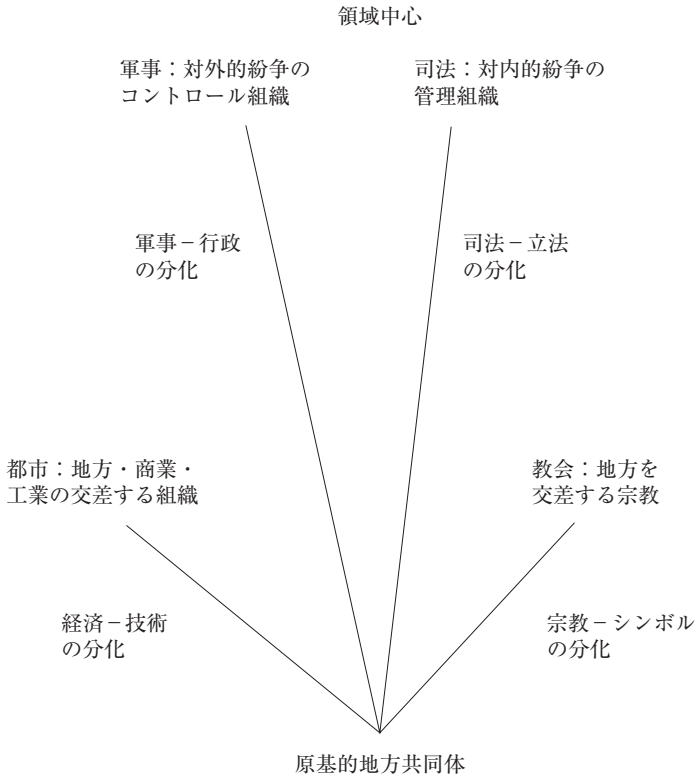 領域中心
軍事：対外的紛争の
コントロール組織
司法：対内的紛争の
管理組織
軍事－行政
の分化
司法－立法
の分化
都市：地方・商業・
工業の交差する組織
教会：地方を
交差する宗教
経済－技術
の分化
宗教－シンボル
の分化
原基的地方共同体